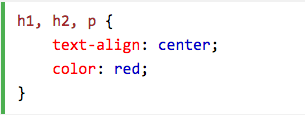 h1, h2, p {
    text-align: center;
    color: red;
}